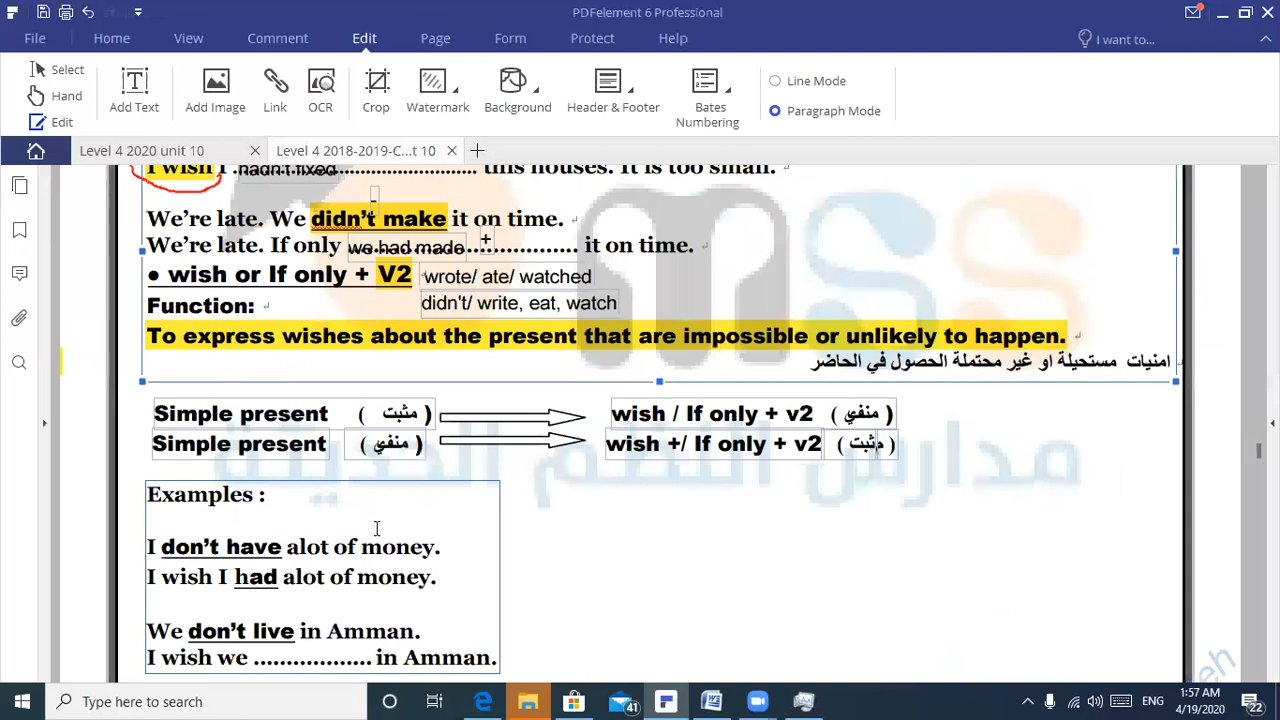 PDFelement 6 Professional
File Home View Comment Edit Page Form Protect Help I want to...
Select
Hand
Edit
Add Text Add Image Link OCR Crop Watermark Background Header & Footer Bates Numbering
Line Mode
Paragraph Mode
Level 4 2020 unit 10
Level 4 2018-2019-C...t 10
I wish I hadn't fixed ........................................ this houses. It is too small.
-
We’re late. We didn’t make it on time.
We’re late. If only we had made ................................... it on time.
+
● wish or If only + V2 wrote/ ate/ watched
didn't/ write, eat, watch
Function:
To express wishes about the present that are impossible or unlikely to happen.
امنيات مستحيلة او غير محتملة الحصول في الحاضر
Simple present ( مثبت ) wish / If only + v2 ( منفي )
Simple present ( منفي ) wish +/ If only + v2 ( مثبت )
Examples :
I don’t have alot of money.
I wish I had alot of money.
We don’t live in Amman.
I wish we .................. in Amman.
mss
مدارس النظم الحديثة
eh
Type here to search
41
ENG
1:57 AM
4/19/2020
22